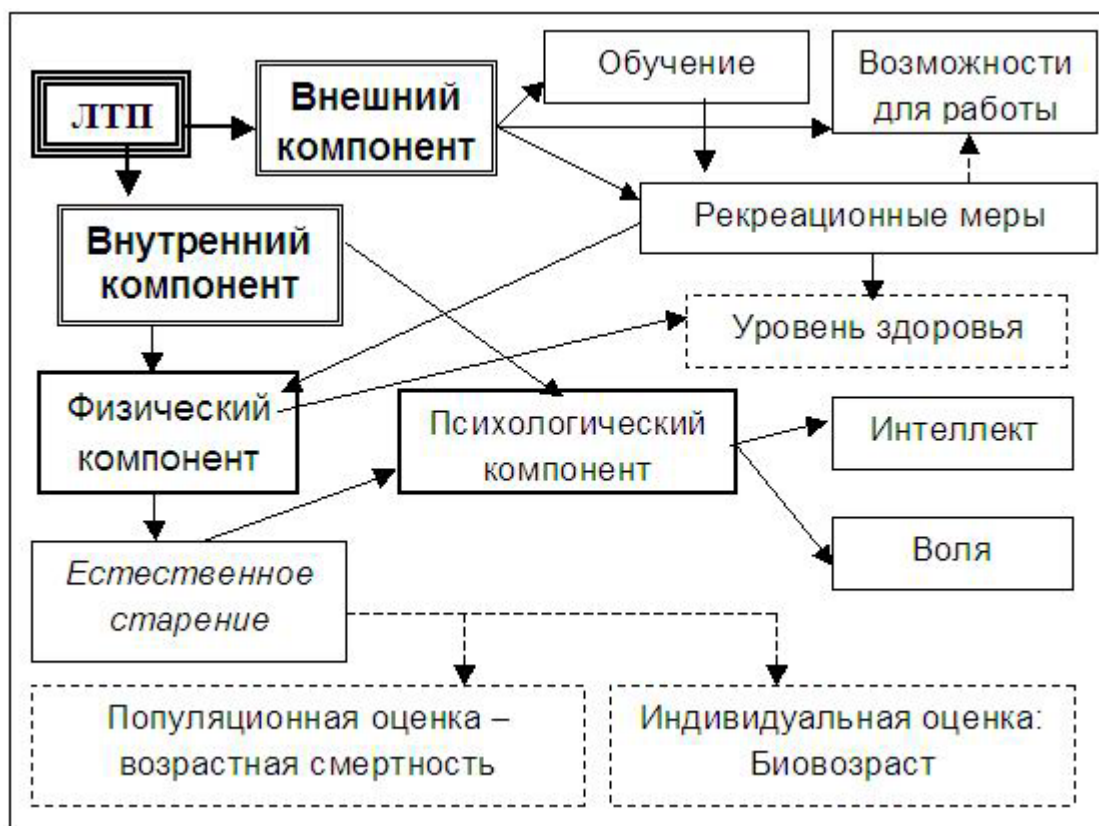 ЛТП
Внешний
компонент
Обучение
Возможности
для работы
Рекреационные меры
Внутренний
компонент
Уровень здоровья
Физический
компонент
Психологический
компонент
Интеллект
Воля
Естественное
старение
Популяционная оценка –
возрастная смертность
Индивидуальная оценка:
Биовозраст